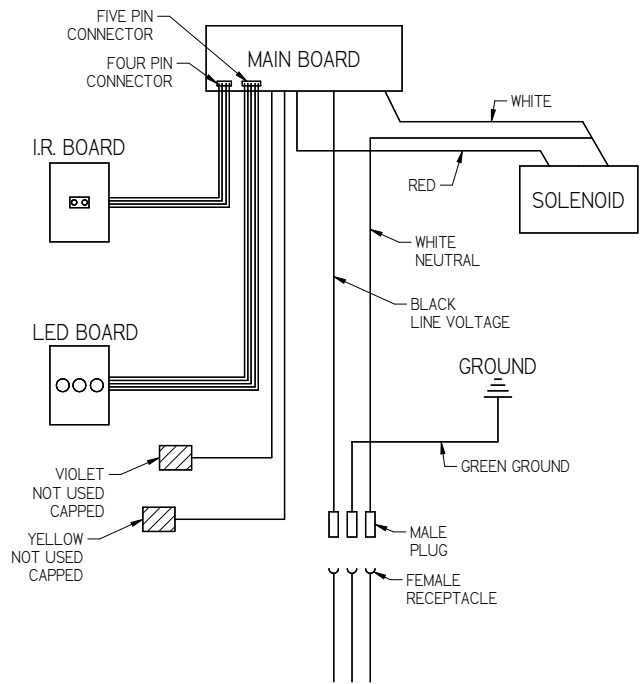 FIVE PIN
CONNECTOR
MAIN BOARD
FOUR PIN
CONNECTOR
WHITE
I.R. BOARD
RED
SOLENOID
WHITE
NEUTRAL
BLACK
LINE VOLTAGE
LED BOARD
GROUND
GREEN GROUND
VIOLET
NOT USED
CAPPED
YELLOW
NOT USED
CAPPED
MALE
PLUG
FEMALE
RECEPTACLE